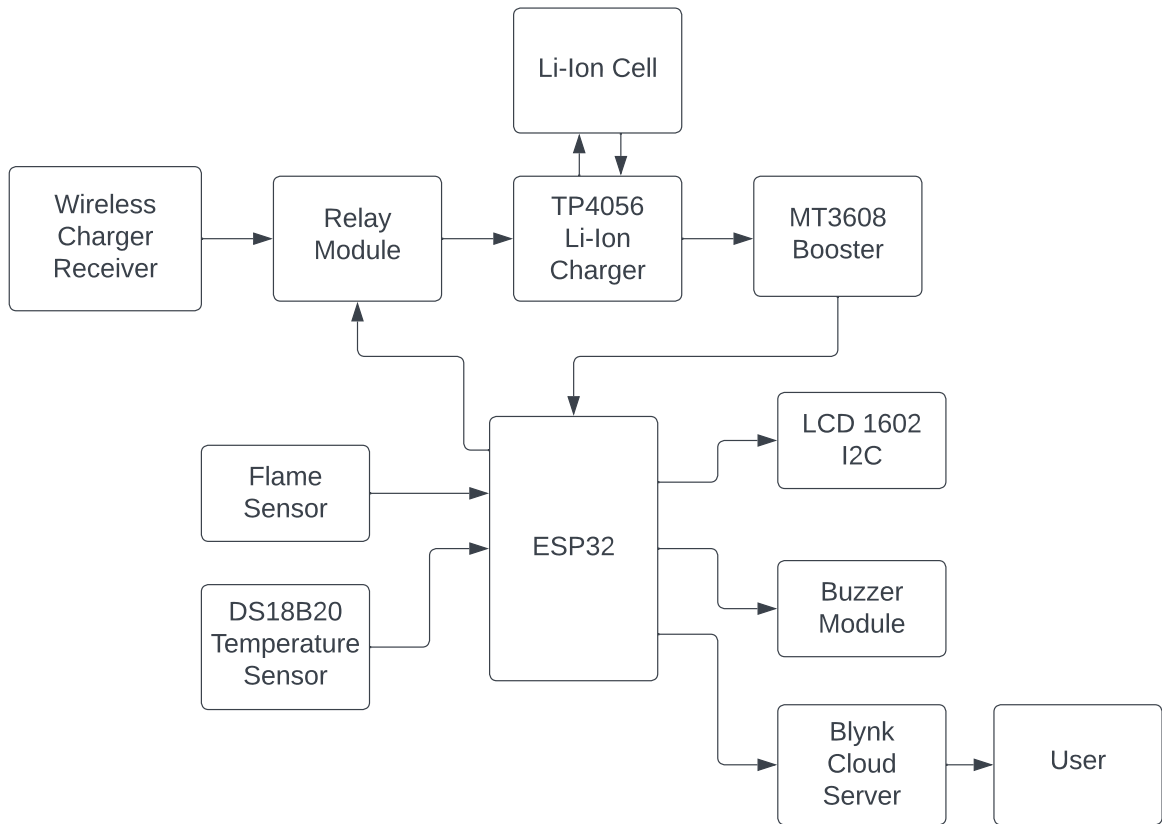 Li-Ion Cell
Wireless
Charger
Receiver
Relay
Module
TP4056
Li-Ion
Charger
MT3608
Booster
LCD 1602
I2C
Flame
Sensor
ESP32
Buzzer
Module
DS18B20
Temperature
Sensor
Blynk
Cloud
Server
User